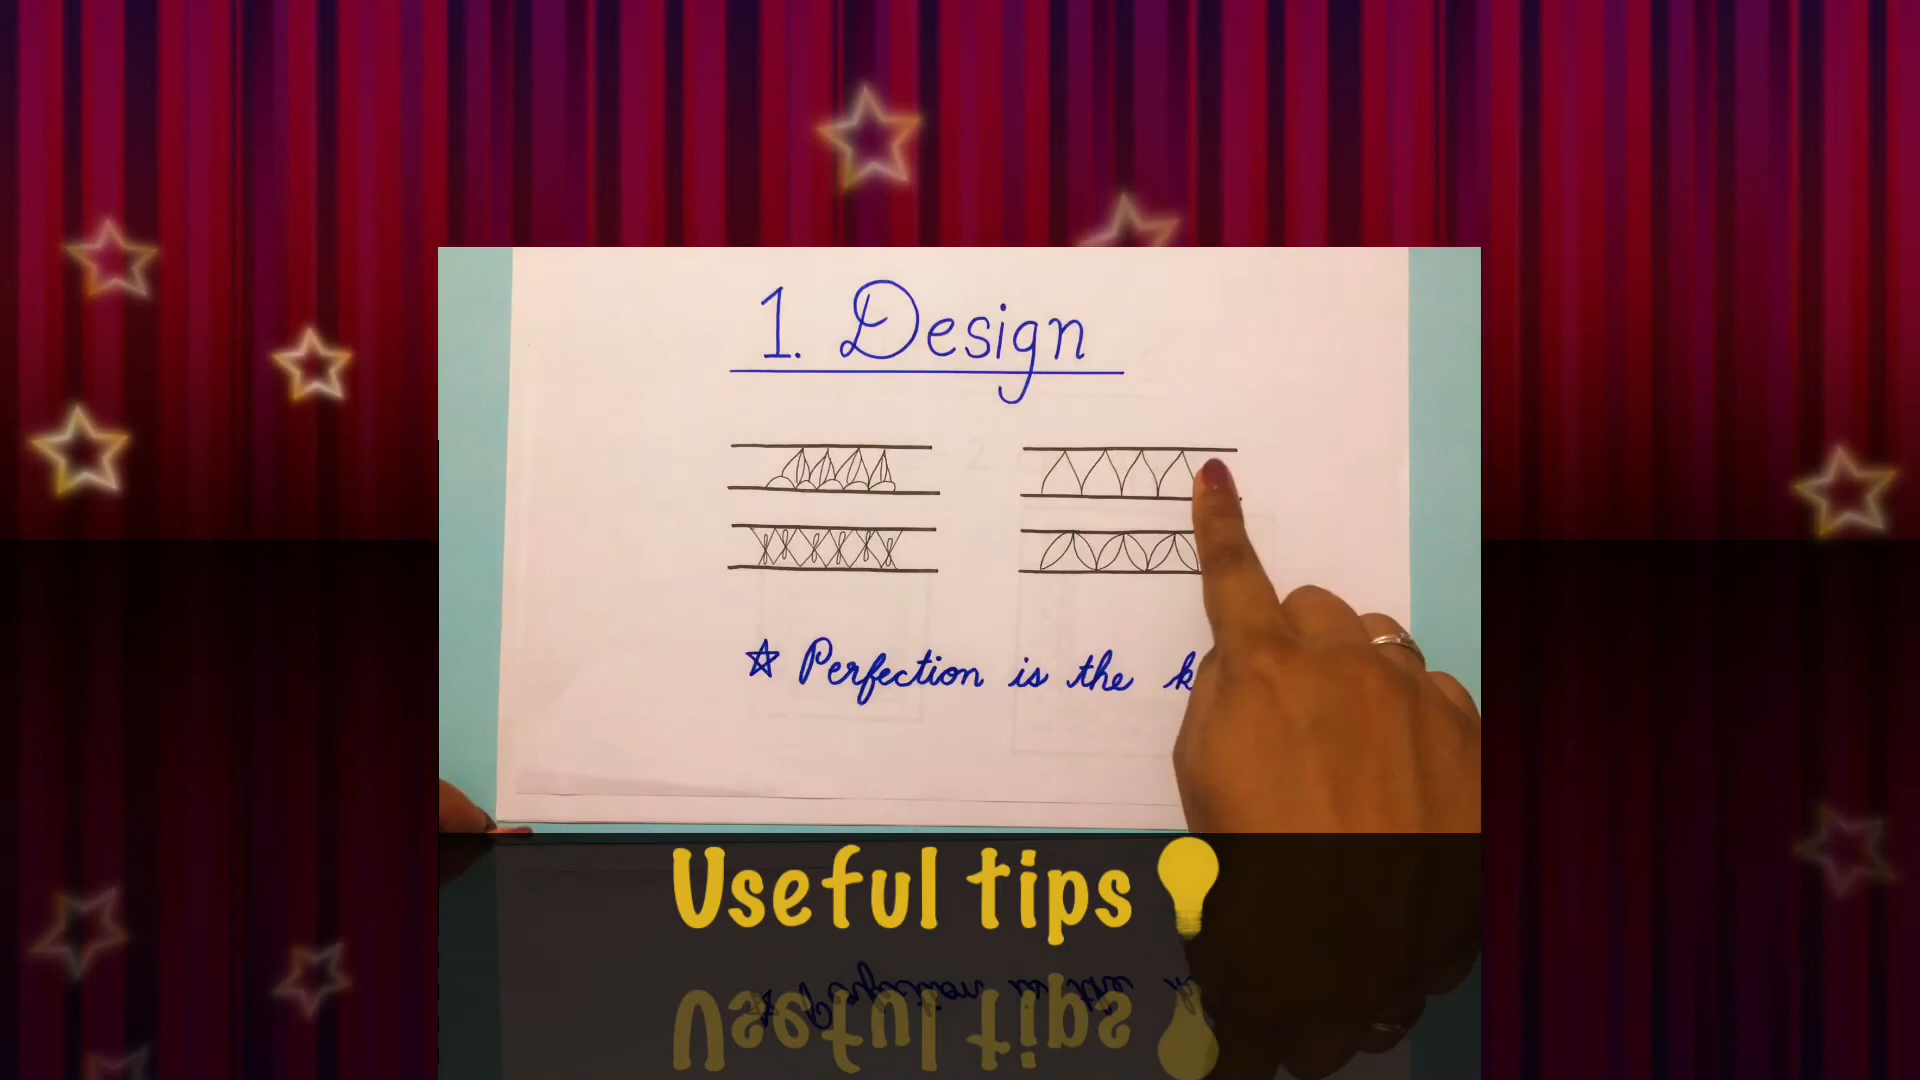 1. Design
☆ Perfection is the k
Useful tips